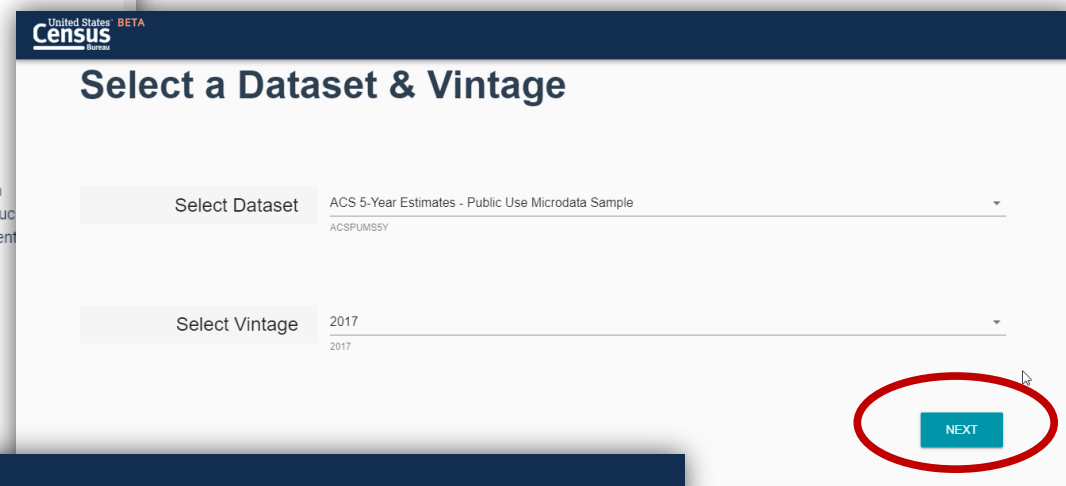 United States®
Census
Bureau
BETA
Select a Dataset & Vintage
Select Dataset
ACS 5-Year Estimates - Public Use Microdata Sample
ACSPUMS5Y
Select Vintage
2017
2017
NEXT